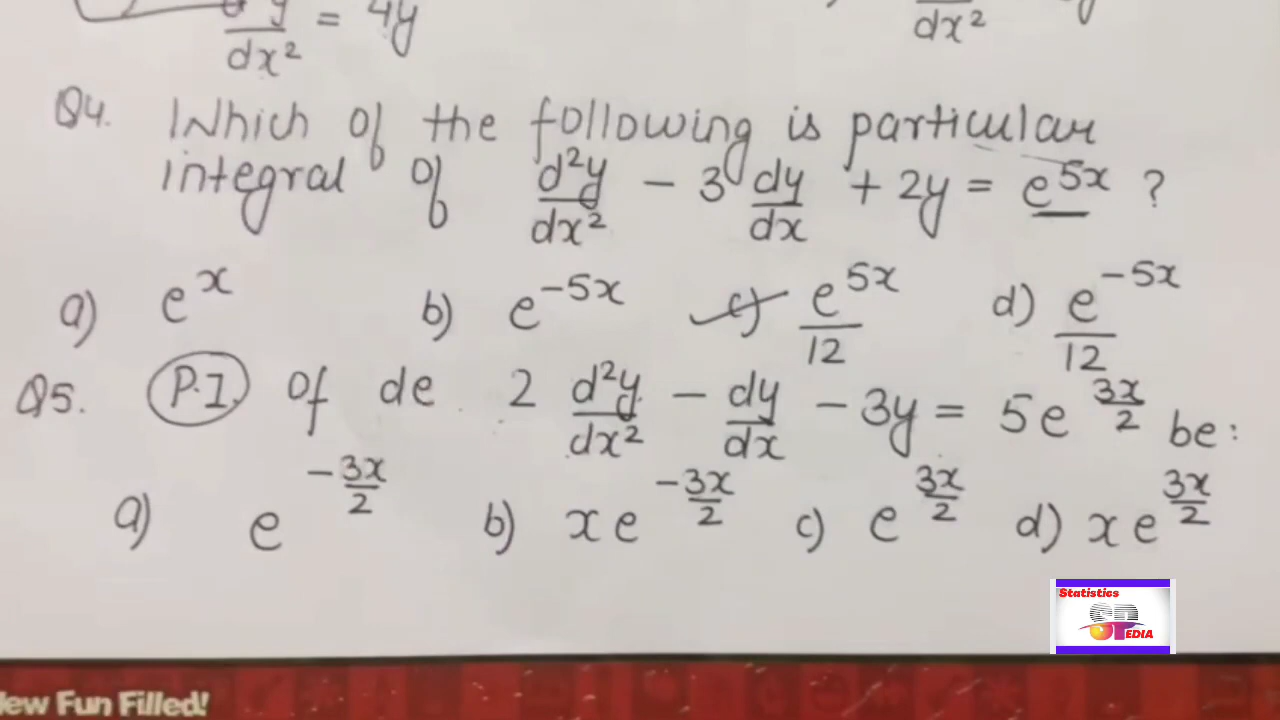 dx² = 4y
dx²
Q4. Which of the following is particular
integral of d²y/dx² - 3 dy/dx + 2y = e^5x ?
a) e^x b) e^-5x c) e^5x/12 d) e^-5x/12
Q5. P.I. of de 2 d²y/dx² - dy/dx - 3y = 5e^3x/2 be:
a) e^-3x/2 b) xe^-3x/2 c) e^3x/2 d) xe^3x/2
Statistics
EDIA
New Fun Filled!